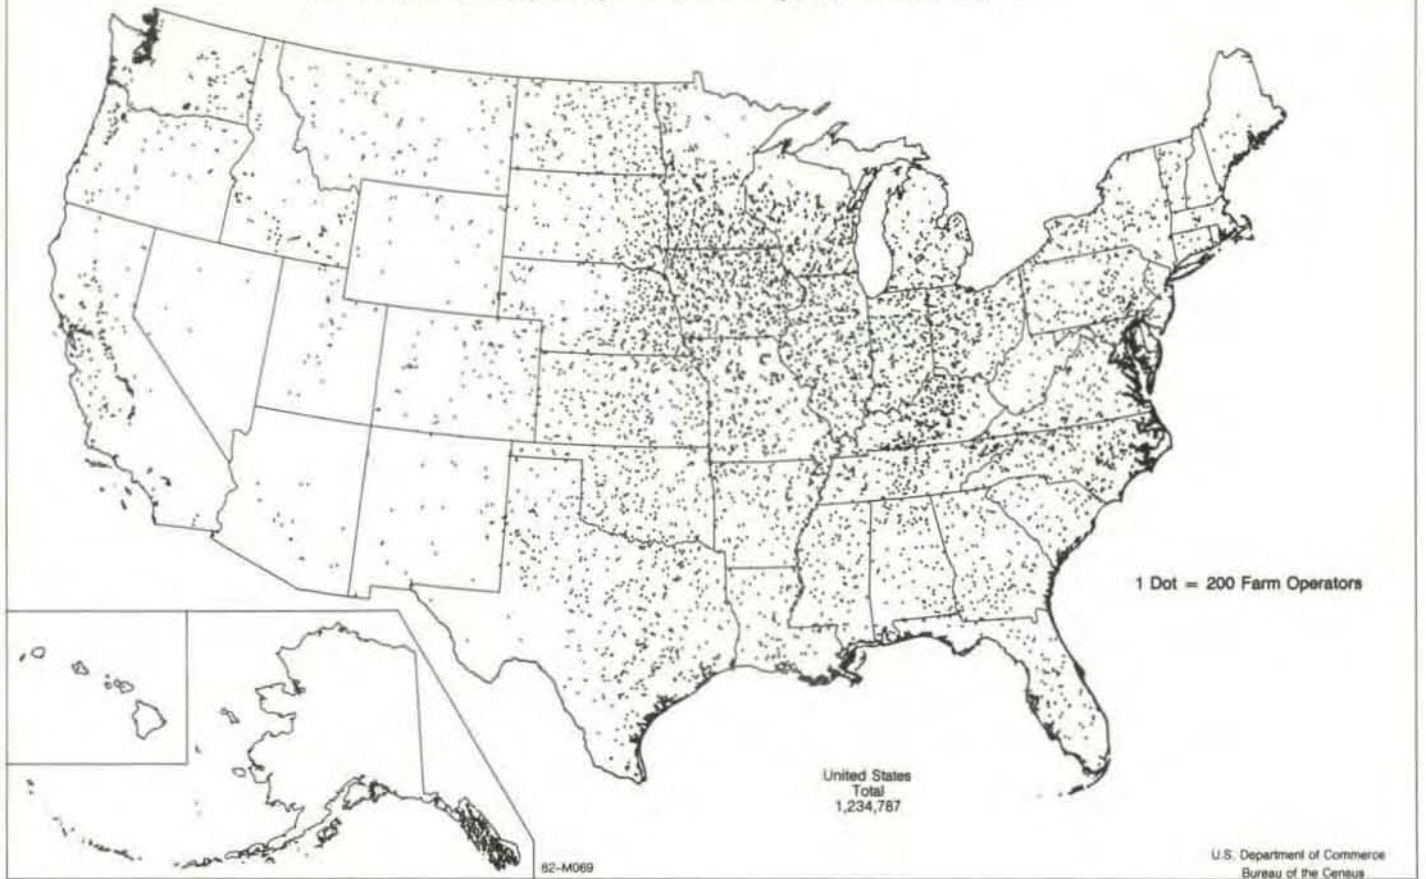 1 Dot = 200 Farm Operators
United States
Total
1,234,787
82-M069
U.S. Department of Commerce
Bureau of the Census